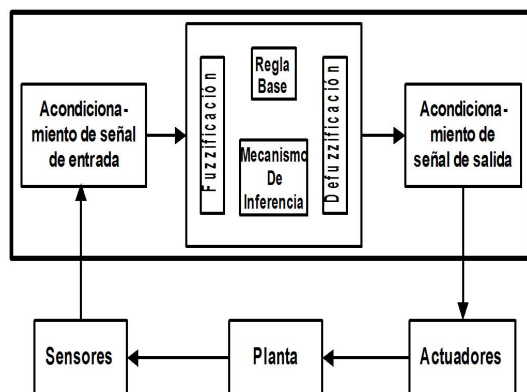 Acondiciona-
miento de señal
de entrada
Fuzzificación
Regla
Base
Mecanismo
De
Inferencia
Defuzzificación
Acondiciona-
miento de
señal de salida
Sensores
Planta
Actuadores